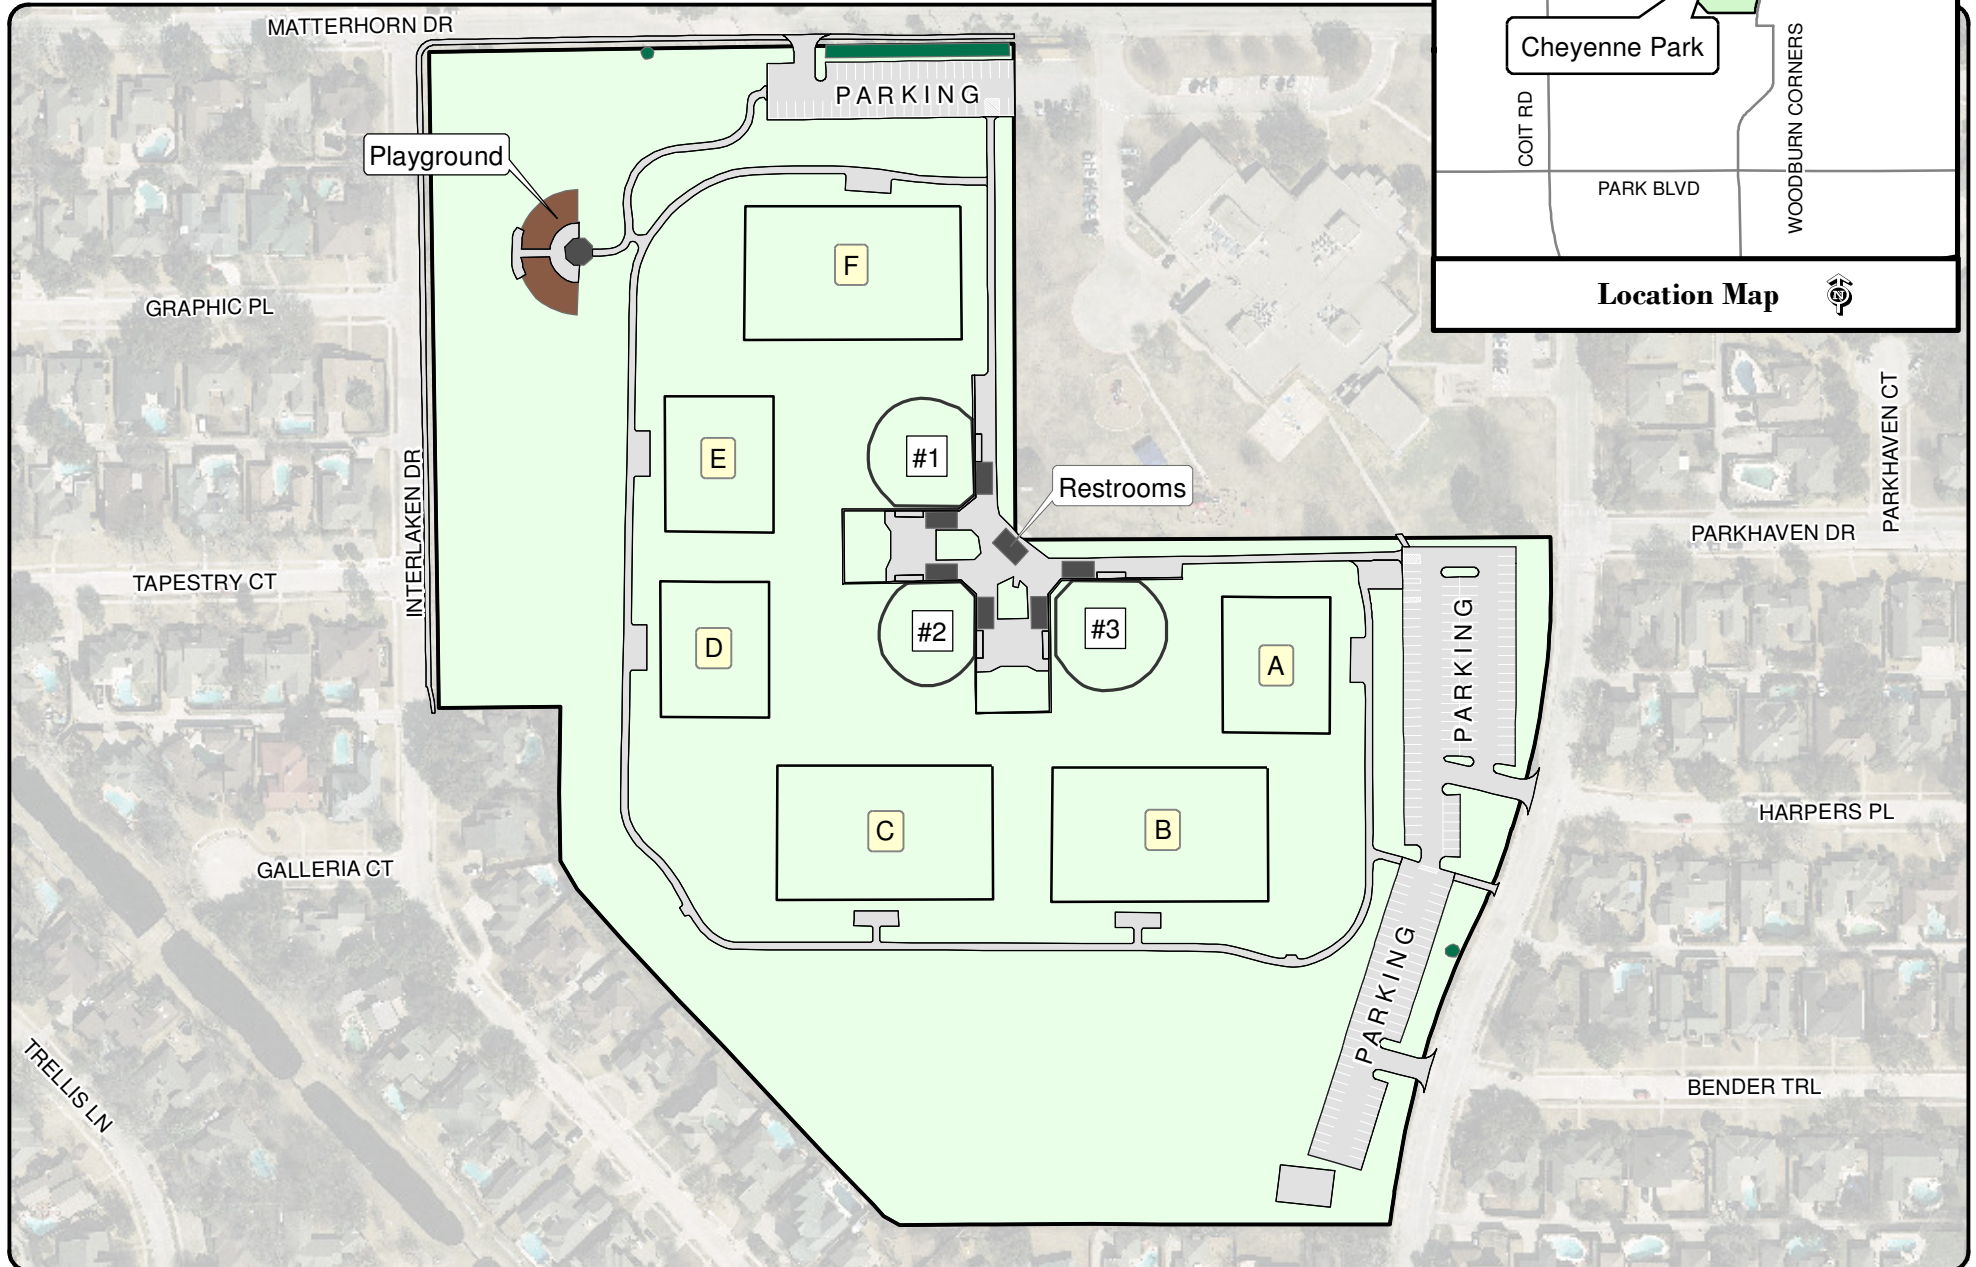 MATTERHORN DR
Cheyenne Park
COIT RD
WOODBURN CORNERS
PARK BLVD
Location Map
N
PARKING
Playground
F
GRAPHIC PL
E
#1
Restrooms
INTERLAKEN DR
PARKHAVEN CT
PARKHAVEN DR
TAPESTRY CT
D
#2
#3
A
PARKING
C
B
HARPERS PL
GALLERIA CT
PARKING
TRELLIS LN
BENDER TRL